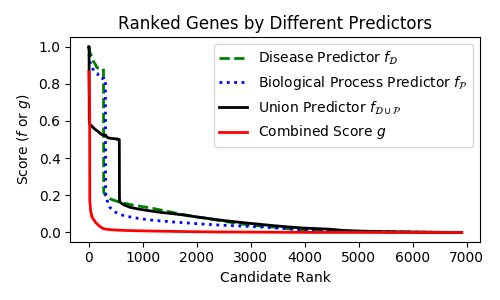 Ranked Genes by Different Predictors
Score (f or g)
1.0
0.8
0.6
0.4
0.2
0.0
Disease Predictor f_𝒟
Biological Process Predictor f_𝒫
Union Predictor f_𝒟∪𝒫
Combined Score g
0 1000 2000 3000 4000 5000 6000 7000
Candidate Rank